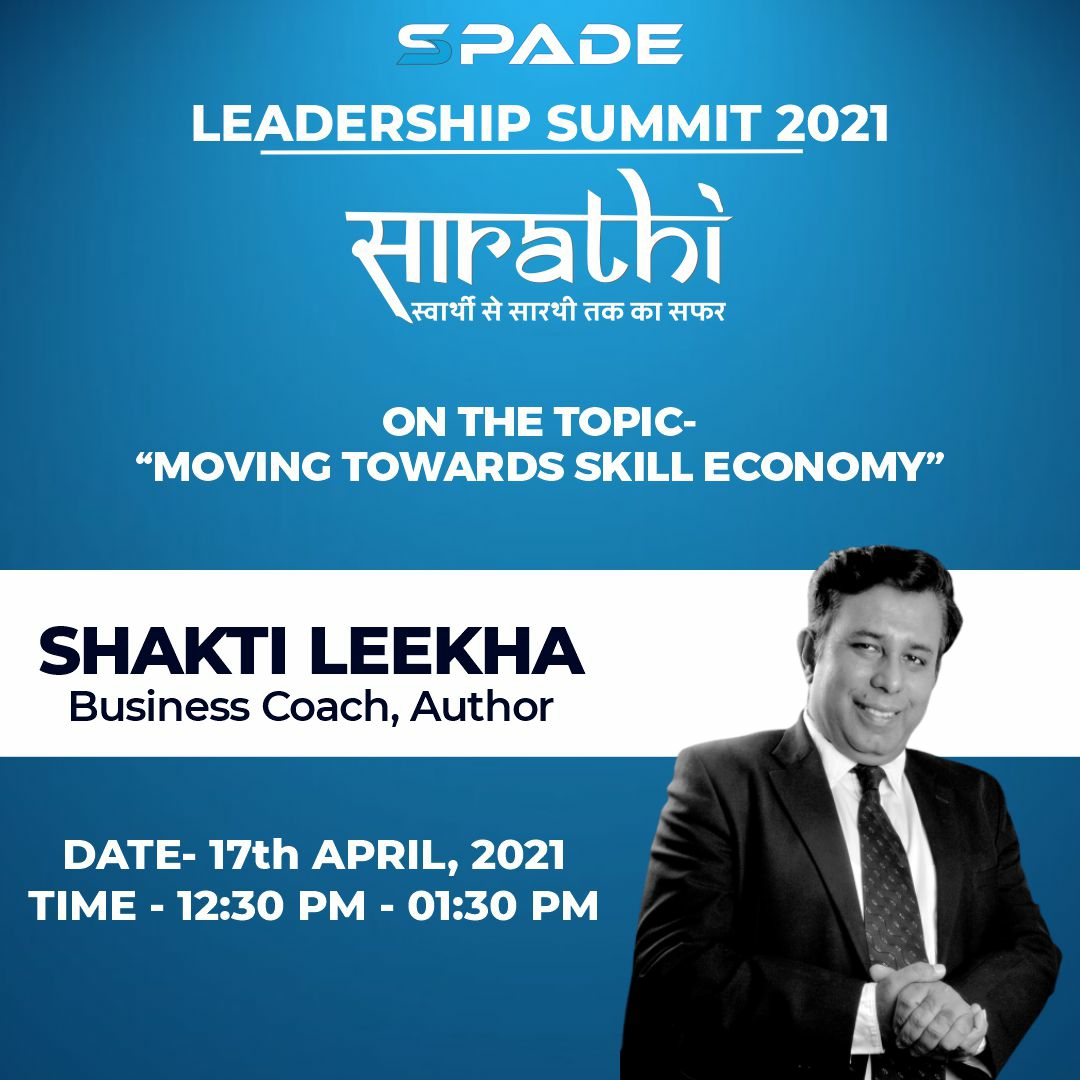 SPADE
LEADERSHIP SUMMIT 2021
साrathi
स्वार्थी से सारथी तक का सफर
ON THE TOPIC-
“MOVING TOWARDS SKILL ECONOMY”
SHAKTI LEEKHA
Business Coach, Author
DATE- 17th APRIL, 2021
TIME - 12:30 PM - 01:30 PM